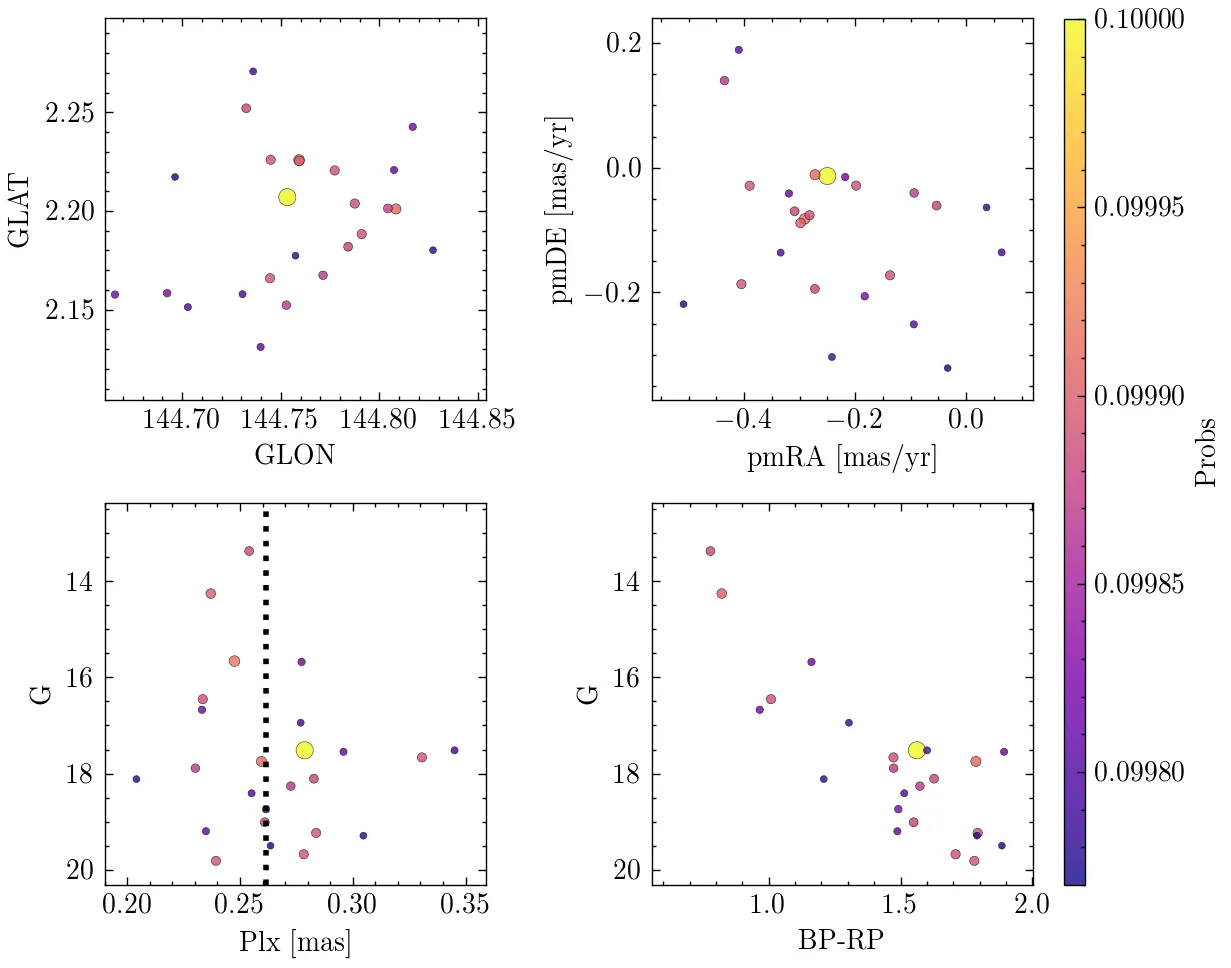 2.25
2.20
2.15
GLAT
144.70 144.75 144.80 144.85
GLON
0.2
0.0
−0.2
pmDE [mas/yr]
−0.4 −0.2 0.0
pmRA [mas/yr]
14
16
18
20
G
0.20 0.25 0.30 0.35
Plx [mas]
14
16
18
20
G
1.0 1.5 2.0
BP-RP
0.10000
0.09995
0.09990
0.09985
0.09980
Probs